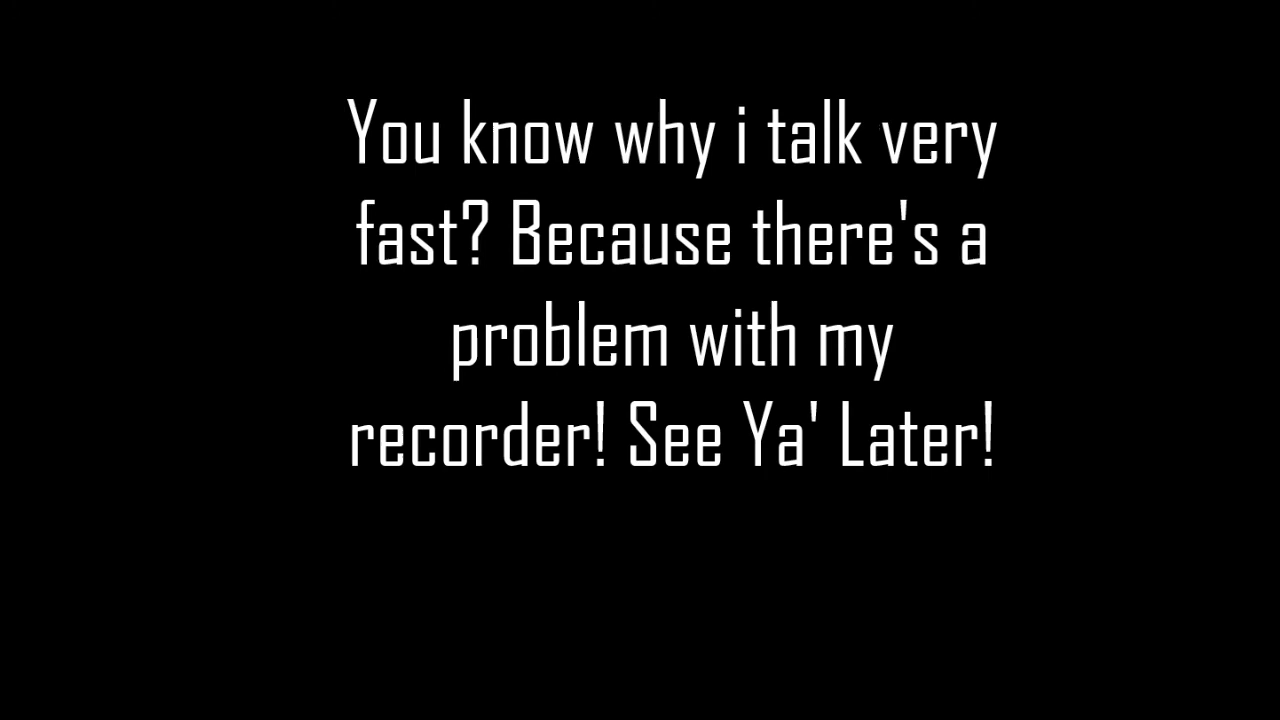 You know why i talk very
fast? Because there's a
problem with my
recorder! See Ya' Later!